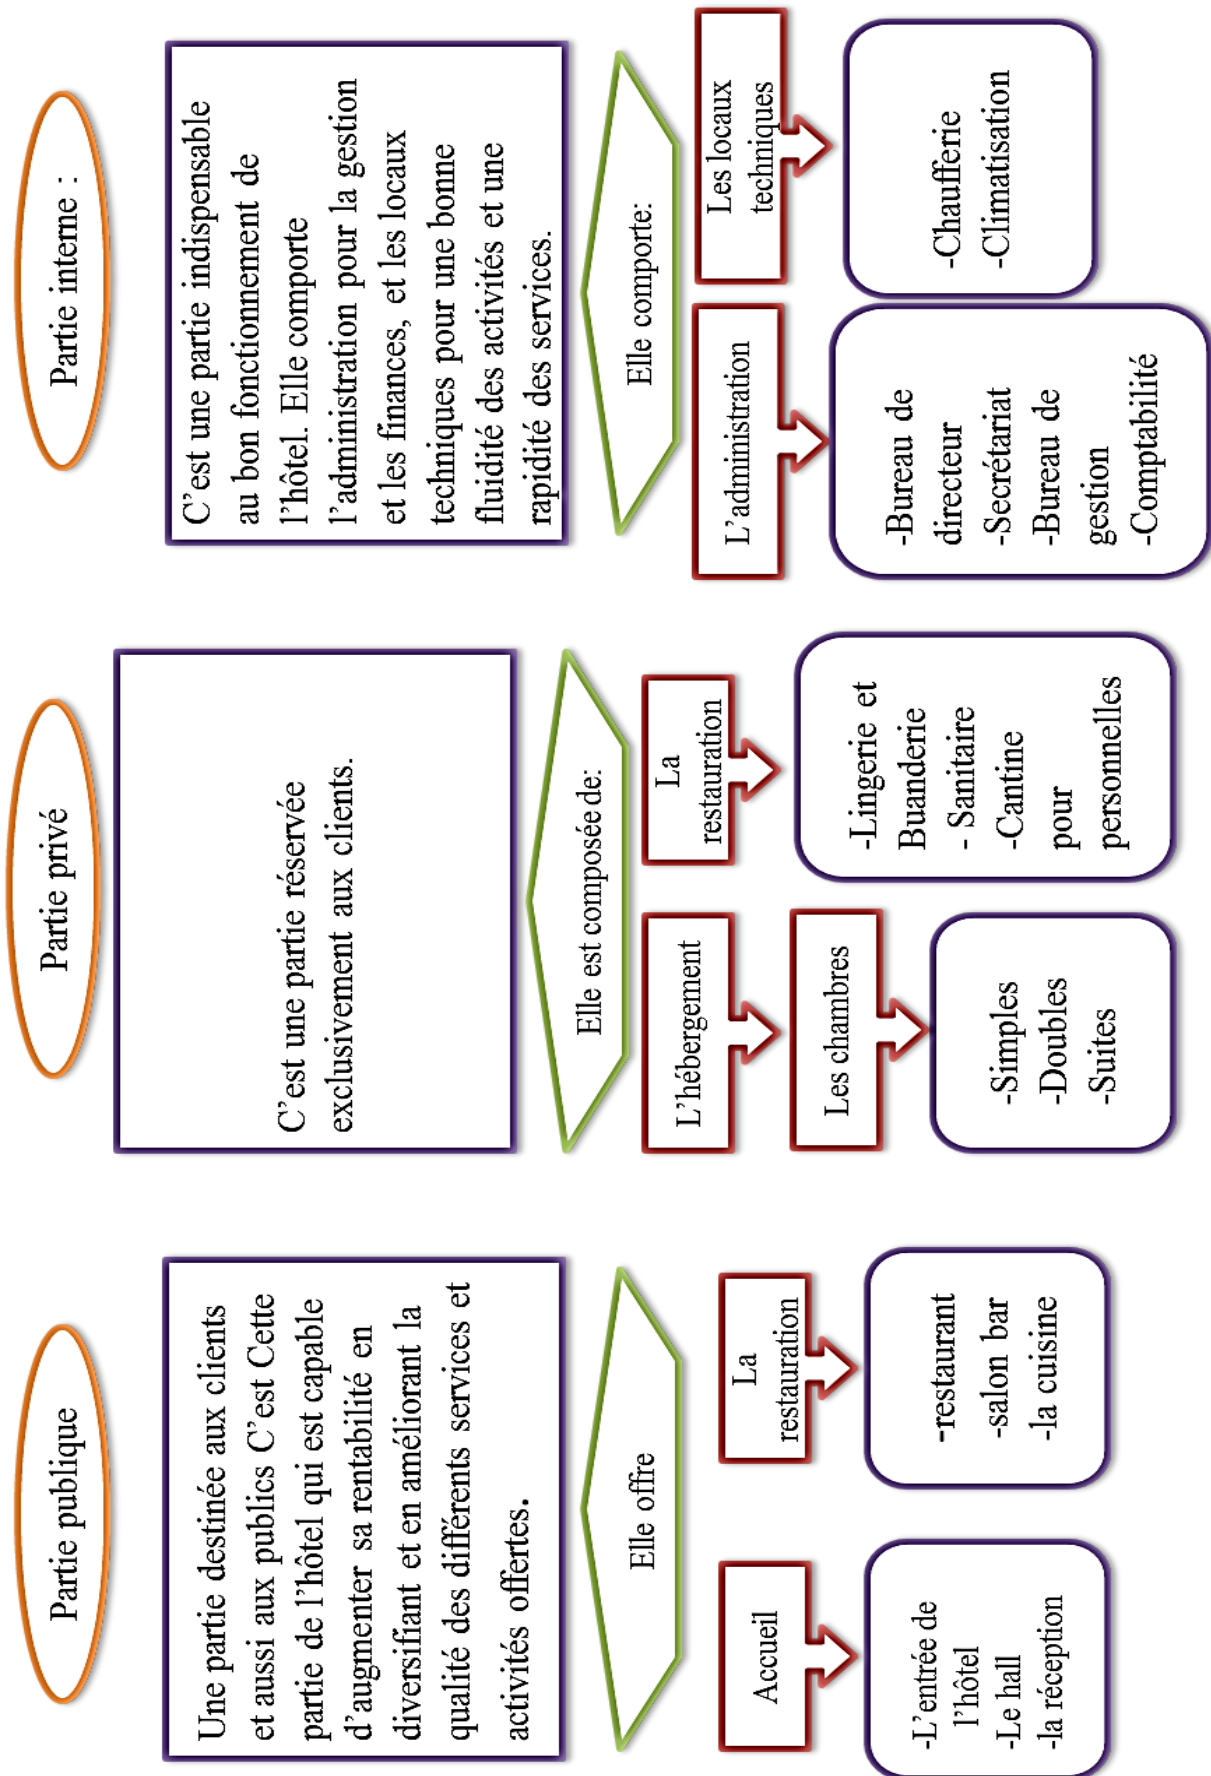 Partie publique
Une partie destinée aux clients
et aussi aux publics C’est Cette
partie de l’hôtel qui est capable
d’augmenter sa rentabilité en
diversifiant et en améliorant la
qualité des différents services et
activités offertes.
Elle offre
Accueil
-L’entrée de
l’hôtel
-Le hall
-la réception
La
restauration
-restaurant
-salon bar
-la cuisine
Partie privé
C’est une partie réservée
exclusivement aux clients.
Elle est composée de:
L’hébergement
Les chambres
-Simples
-Doubles
-Suites
La
restauration
-Lingerie et
Buanderie
- Sanitaire
-Cantine
pour
personnelles
Partie interne :
C’est une partie indispensable
au bon fonctionnement de
l’hôtel. Elle comporte
l’administration pour la gestion
et les finances, et les locaux
techniques pour une bonne
fluidité des activités et une
rapidité des services.
Elle comporte:
L’administration
-Bureau de
directeur
-Secrétariat
-Bureau de
gestion
-Comptabilité
Les locaux
techniques
-Chaufferie
-Climatisation